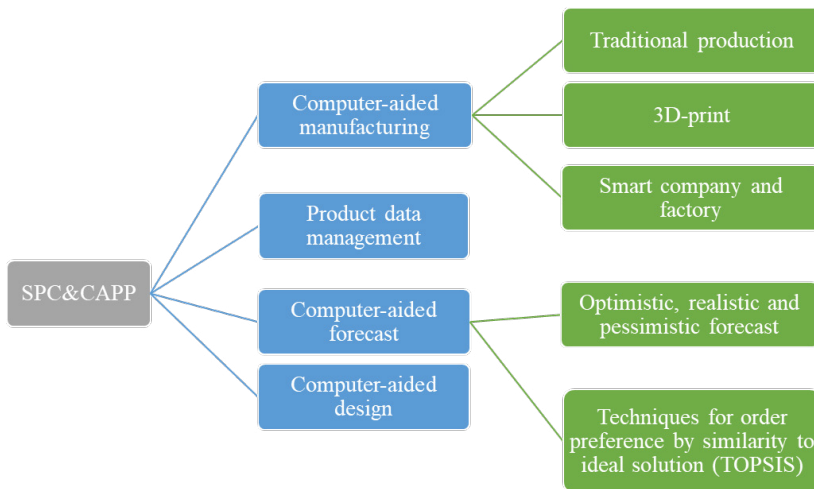 Traditional production
Computer-aided
manufacturing
3D-print
Smart company and
factory
Product data
management
SPC&CAPP
Computer-aided
forecast
Optimistic, realistic and
pessimistic forecast
Computer-aided
design
Techniques for order
preference by similarity to
ideal solution (TOPSIS)